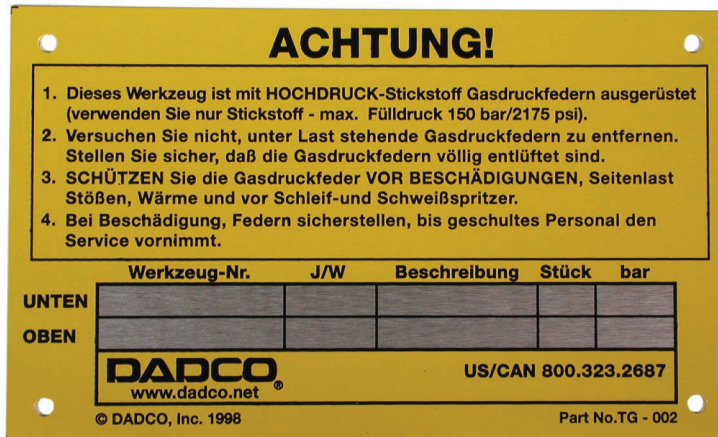 ACHTUNG!
1. Dieses Werkzeug ist mit HOCHDRUCK-Stickstoff Gasdruckfedern ausgerüstet
(verwenden Sie nur Stickstoff - max. Fülldruck 150 bar/2175 psi).
2. Versuchen Sie nicht, unter Last stehende Gasdruckfedern zu entfernen.
Stellen Sie sicher, daß die Gasdruckfedern völlig entlüftet sind.
3. SCHÜTZEN Sie die Gasdruckfeder VOR BESCHÄDIGUNGEN, Seitenlast
Stößen, Wärme und vor Schleif-und Schweißspritzer.
4. Bei Beschädigung, Federn sicherstellen, bis geschultes Personal den
Service vornimmt.
Werkzeug-Nr. J/W Beschreibung Stück bar
UNTEN
OBEN
DADCO® US/CAN 800.323.2687
www.dadco.net
© DADCO, Inc. 1998 Part No.TG - 002